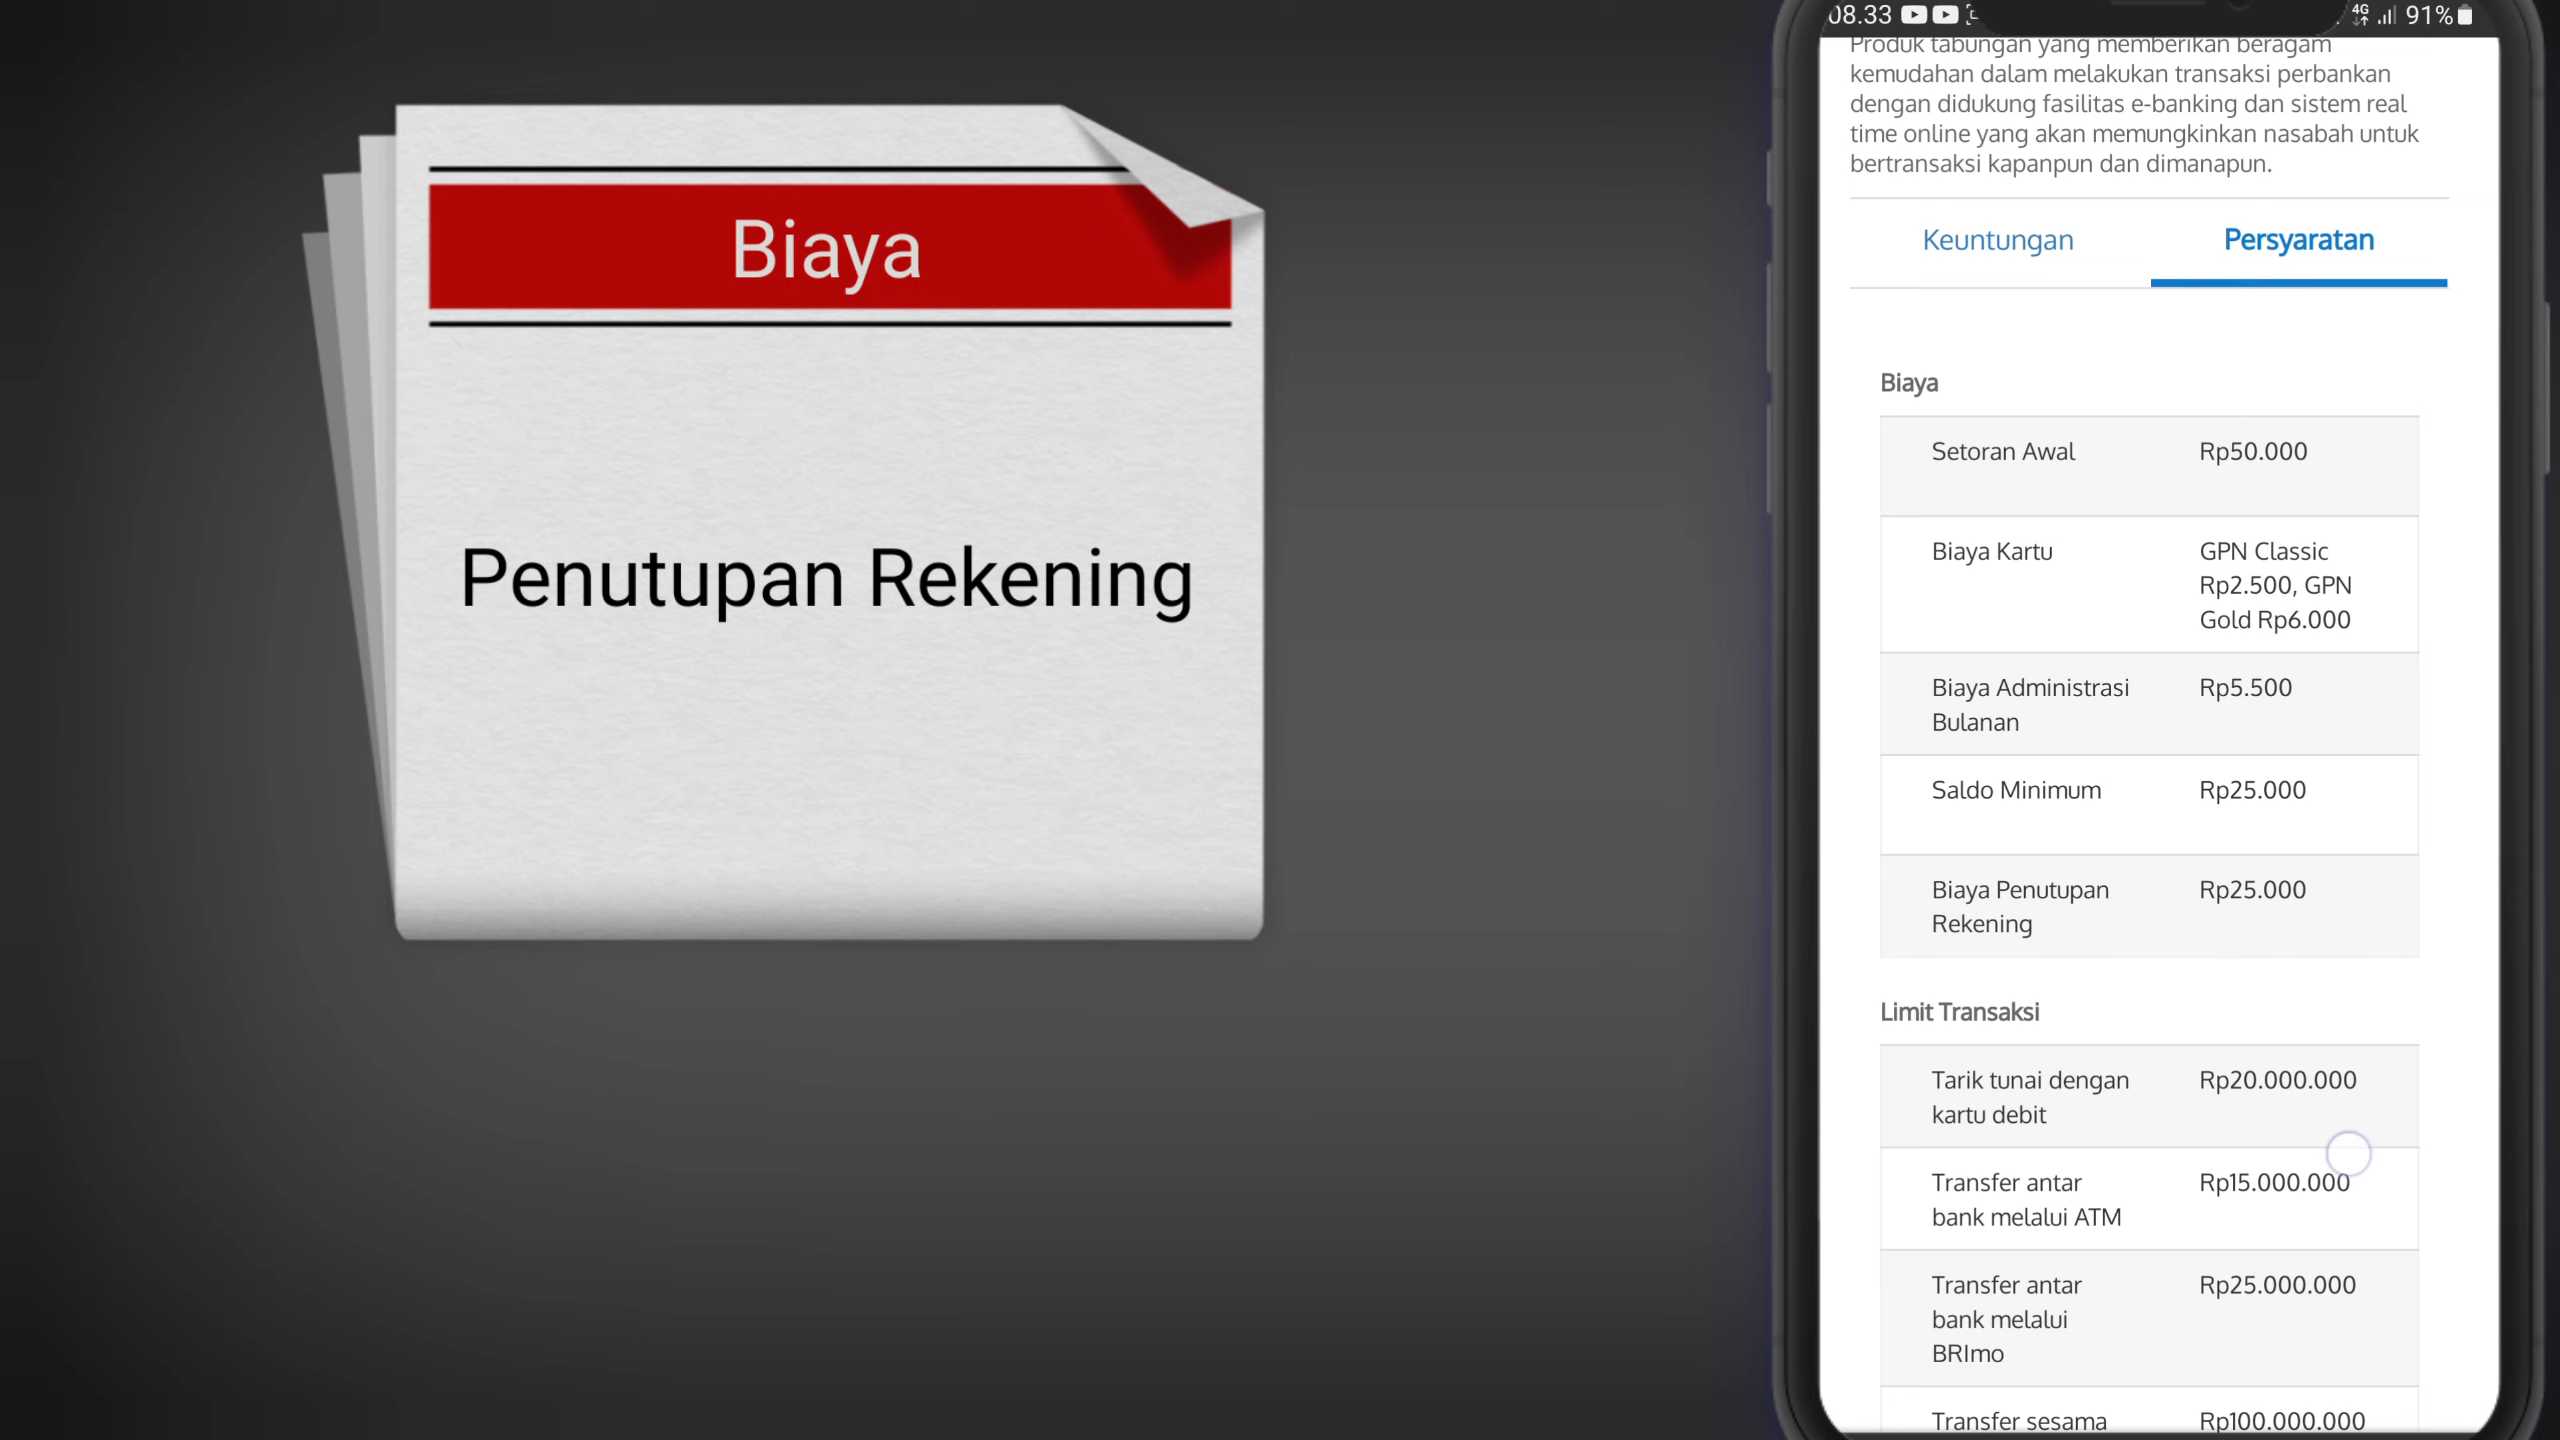 Biaya
Penutupan Rekening
08.33
4G
91%
Produk tabungan yang memberikan beragam
kemudahan dalam melakukan transaksi perbankan
dengan didukung fasilitas e-banking dan sistem real
time online yang akan memungkinkan nasabah untuk
bertransaksi kapanpun dan dimanapun.
Keuntungan Persyaratan
Biaya
Setoran Awal Rp50.000
Biaya Kartu GPN Classic
Rp2.500, GPN
Gold Rp6.000
Biaya Administrasi Rp5.500
Bulanan
Saldo Minimum Rp25.000
Biaya Penutupan Rp25.000
Rekening
Limit Transaksi
Tarik tunai dengan Rp20.000.000
kartu debit
Transfer antar Rp15.000.000
bank melalui ATM
Transfer antar Rp25.000.000
bank melalui
BRImo
Transfer sesama Rp100.000.000